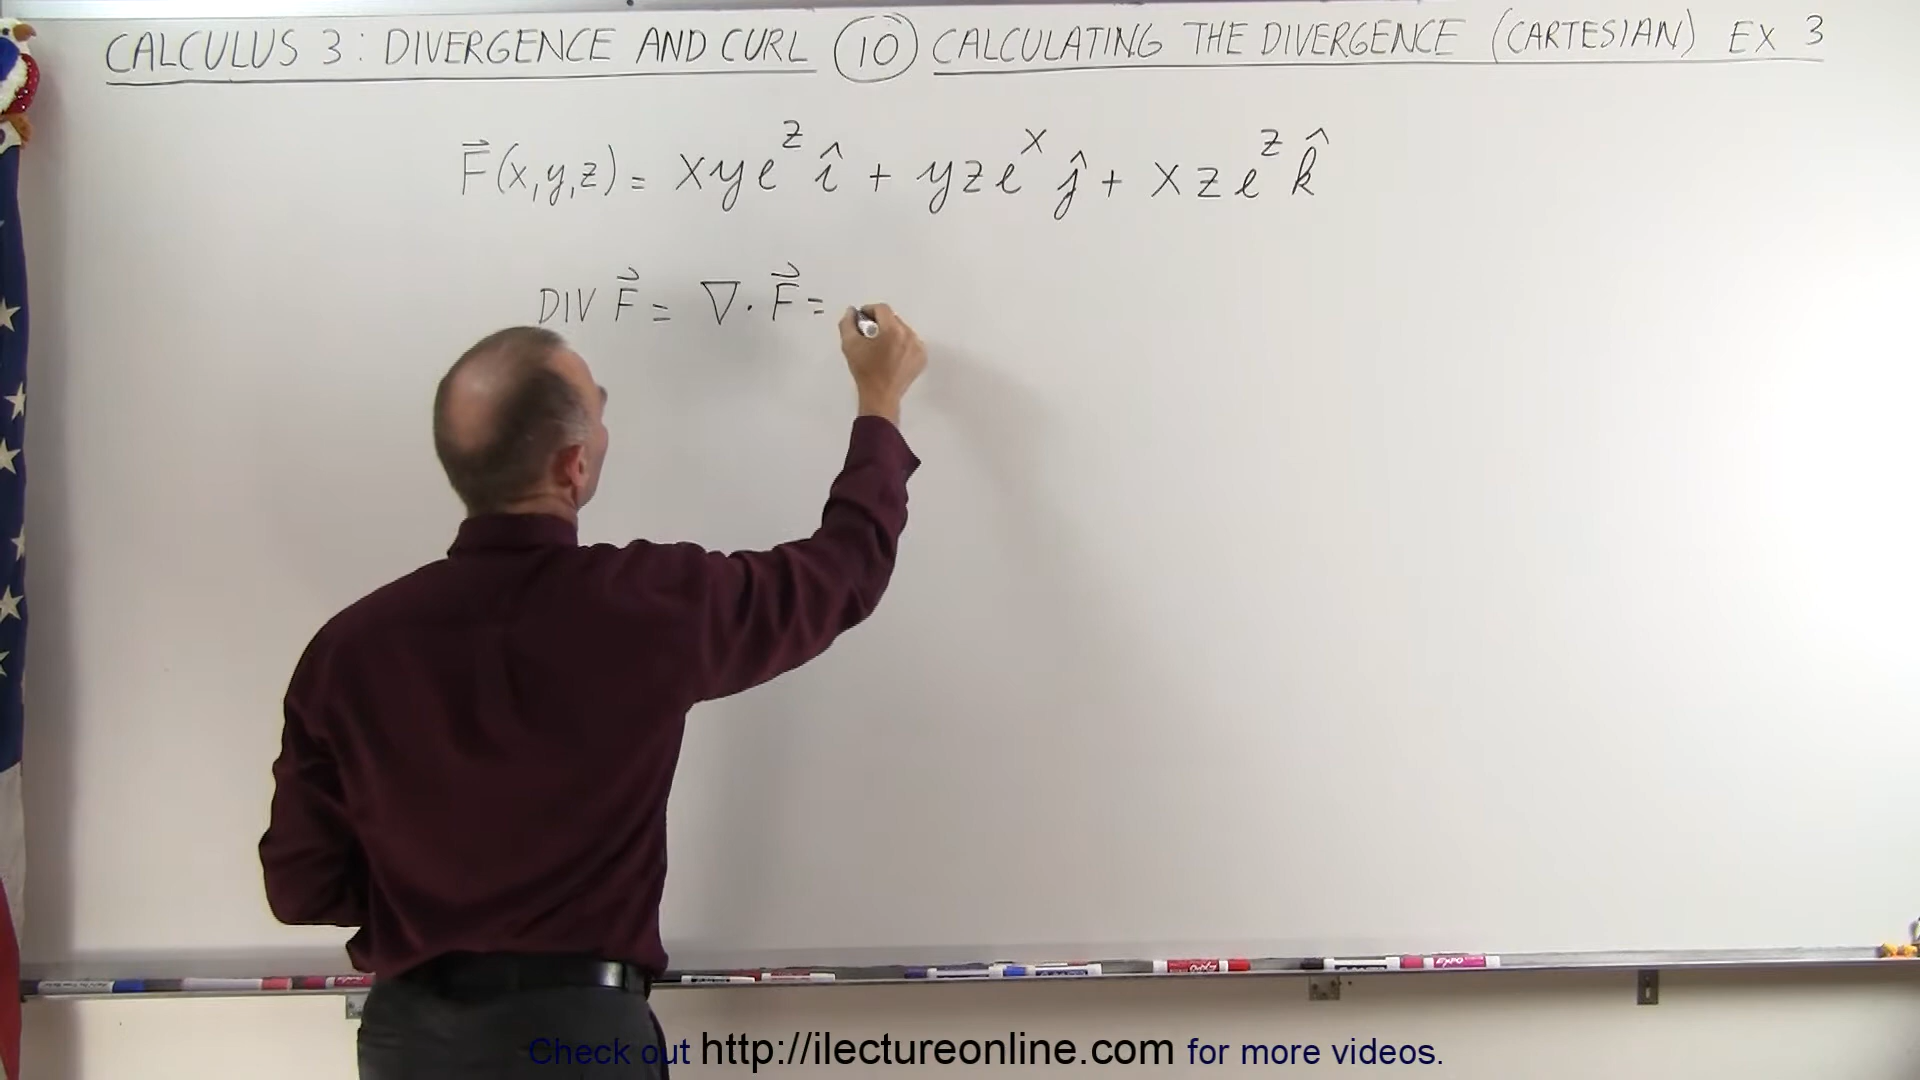 CALCULUS 3: DIVERGENCE AND CURL (10) CALCULATING THE DIVERGENCE (CARTESIAN) EX 3
F⃗(x,y,z) = xye^z î + yze^x ĵ + xze^z k̂
DIV F⃗ = ∇· F⃗ =
EXPO
Check out http://ilectureonline.com for more videos.